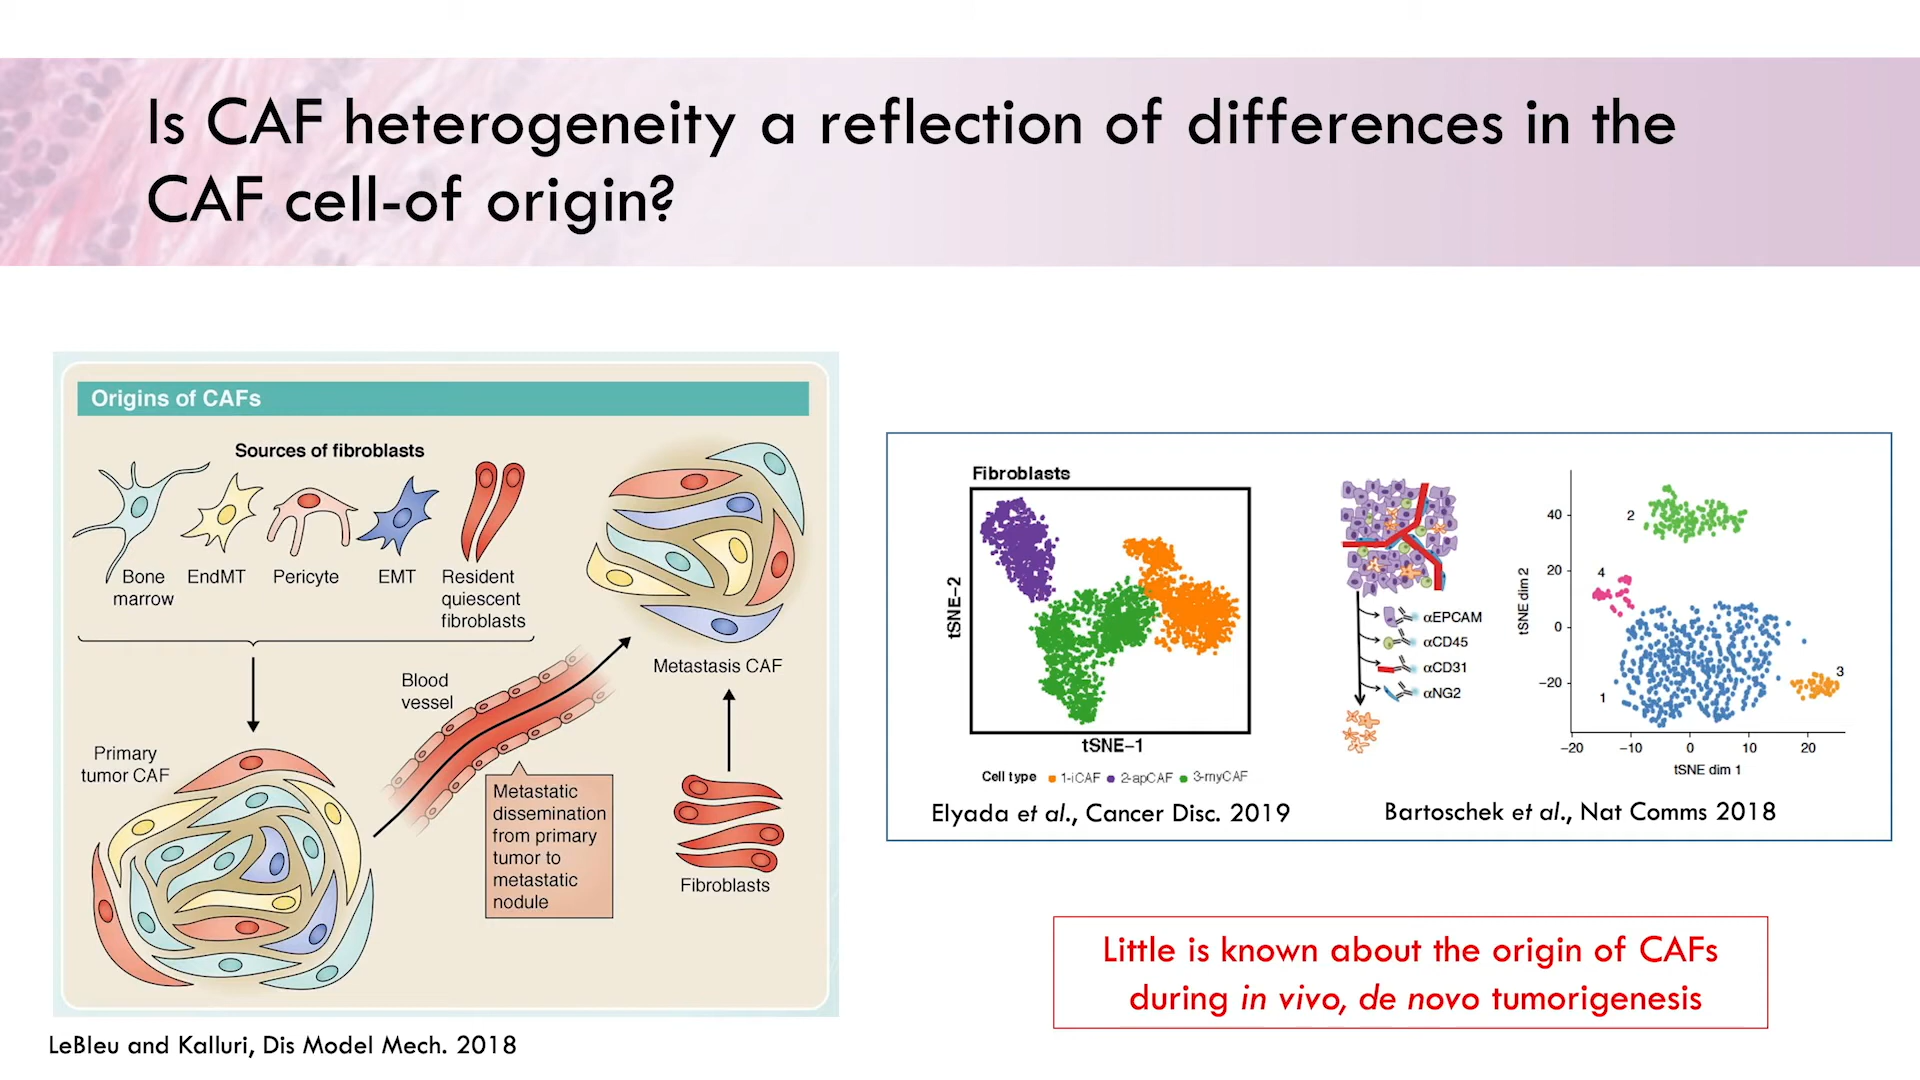 Is CAF heterogeneity a reflection of differences in the
CAF cell-of origin?
Origins of CAFs
Sources of fibroblasts
Bone
marrow
EndMT
Pericyte
EMT
Resident
quiescent
fibroblasts
Blood
vessel
Metastasis CAF
Primary
tumor CAF
Metastatic
dissemination
from primary
tumor to
metastatic
nodule
Fibroblasts
LeBleu and Kalluri, Dis Model Mech. 2018
Fibroblasts
tSNE-2
tSNE-1
Cell type 1-iCAF 2-apCAF 3-myCAF
Elyada et al., Cancer Disc. 2019
αEPCAM
αCD45
αCD31
αNG2
tSNE dim 2
40
20
0
-20
2
4
1
3
-20 -10 0 10 20
tSNE dim 1
Bartoschek et al., Nat Comms 2018
Little is known about the origin of CAFs
during in vivo, de novo tumorigenesis